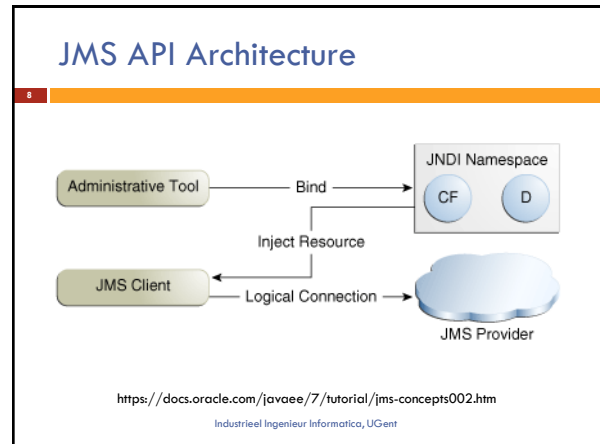 JMS API Architecture
8
JNDI Namespace
Administrative Tool
Bind
CF
D
Inject Resource
JMS Client
Logical Connection
JMS Provider
https://docs.oracle.com/javaee/7/tutorial/jms-concepts002.htm
Industrieel Ingenieur Informatica, UGent